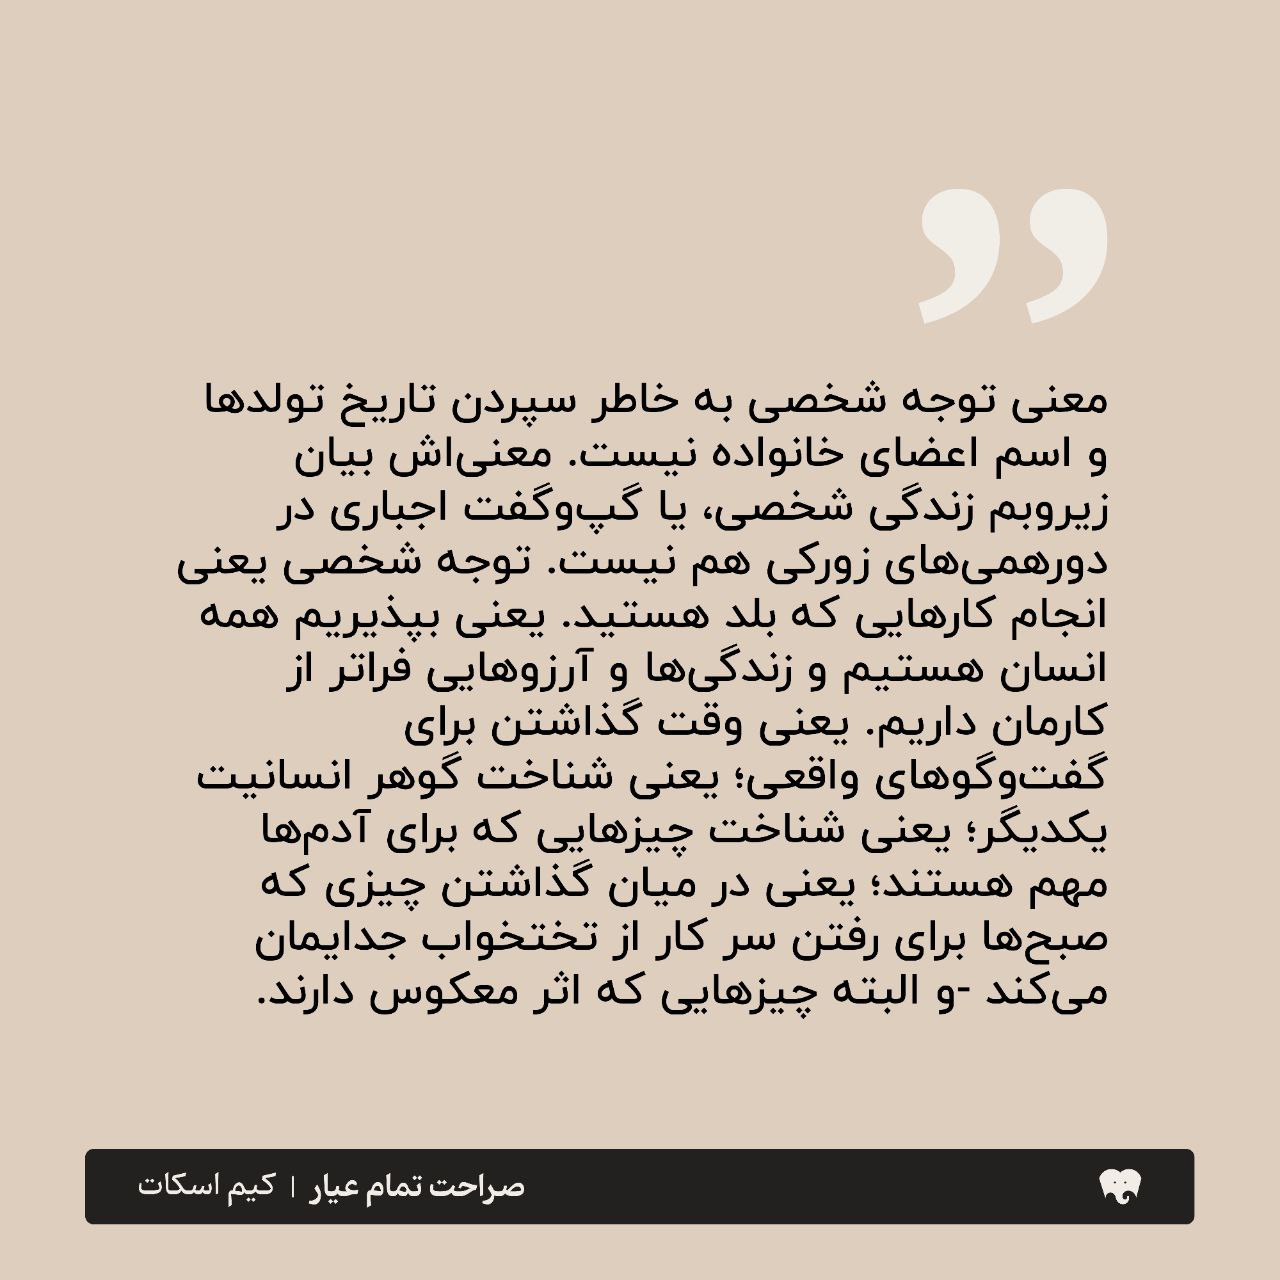 معنی توجه شخصی به خاطر سپردن تاریخ تولدها
و اسم اعضای خانواده نیست. معنی‌اش بیان
زیروبم زندگی شخصی، یا گپ‌وگفت اجباری در
دورهمی‌های زورکی هم نیست. توجه شخصی یعنی
انجام کارهایی که بلد هستید. یعنی بپذیریم همه
انسان هستیم و زندگی‌ها و آرزوهایی فراتر از
کارمان داریم. یعنی وقت گذاشتن برای
گفت‌وگوهای واقعی؛ یعنی شناخت گوهر انسانیت
یکدیگر؛ یعنی شناخت چیزهایی که برای آدم‌ها
مهم هستند؛ یعنی در میان گذاشتن چیزی که
صبح‌ها برای رفتن سر کار از تختخواب جدایمان
می‌کند -و البته چیزهایی که اثر معکوس دارند.
صراحت تمام عیار | کیم اسکات